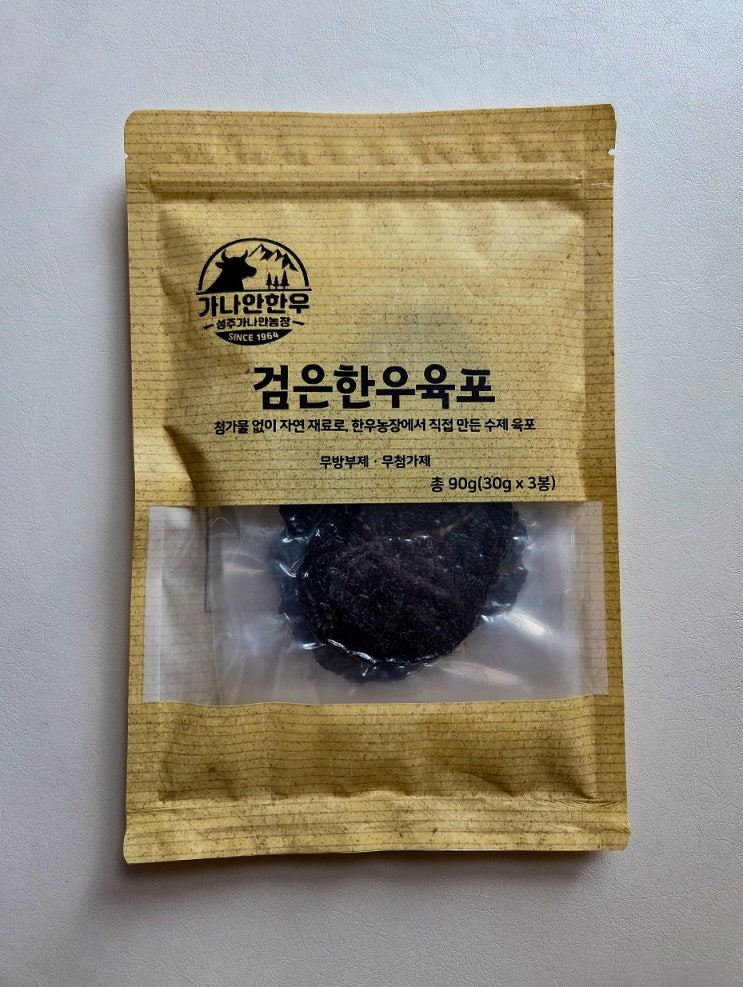 가나안한우
성주가나안농장
SINCE 1964
검은한우육포
첨가물 없이 자연 재료로, 한우농장에서 직접 만든 수제 육포
무방부제 · 무첨가제
총 90g(30g x 3봉)